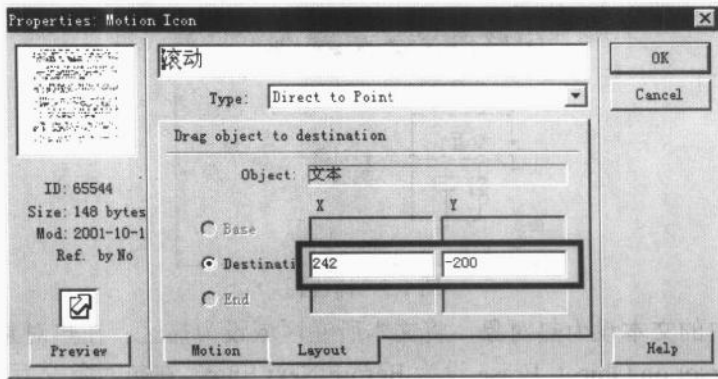 Properties: Motion Icon
滚动
OK
Type: Direct to Point
Cancel
Drag object to destination
Object: 文本
ID: 65544
Size: 148 bytes
Mod: 2001-10-1
Ref. by No
X Y
Base
Destinati 242 -200
End
Preview
Motion Layout
Help